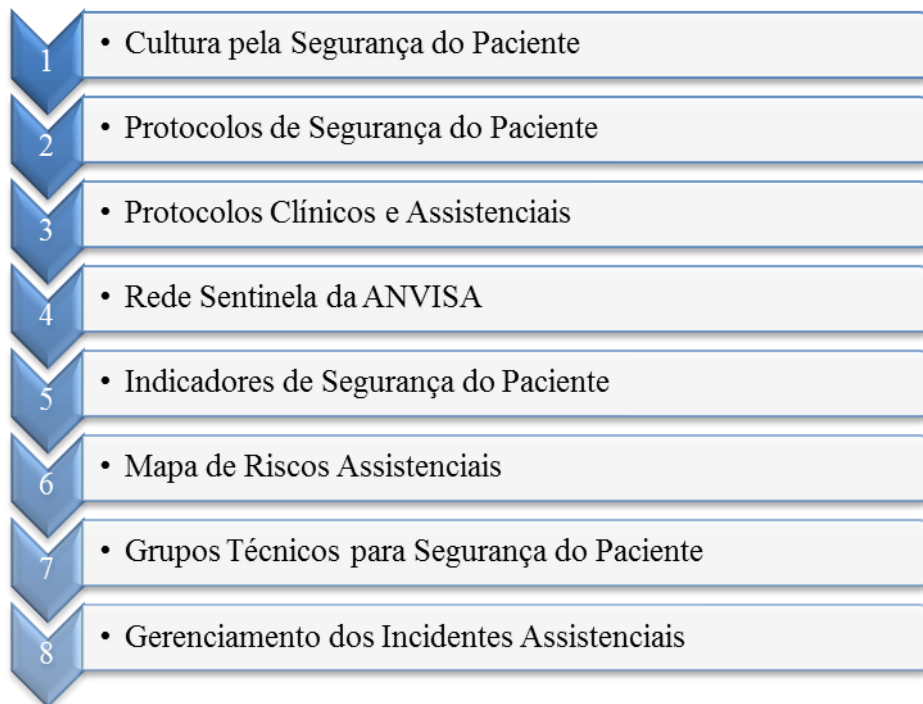 1 • Cultura pela Segurança do Paciente
2 • Protocolos de Segurança do Paciente
3 • Protocolos Clínicos e Assistenciais
4 • Rede Sentinela da ANVISA
5 • Indicadores de Segurança do Paciente
6 • Mapa de Riscos Assistenciais
7 • Grupos Técnicos para Segurança do Paciente
8 • Gerenciamento dos Incidentes Assistenciais